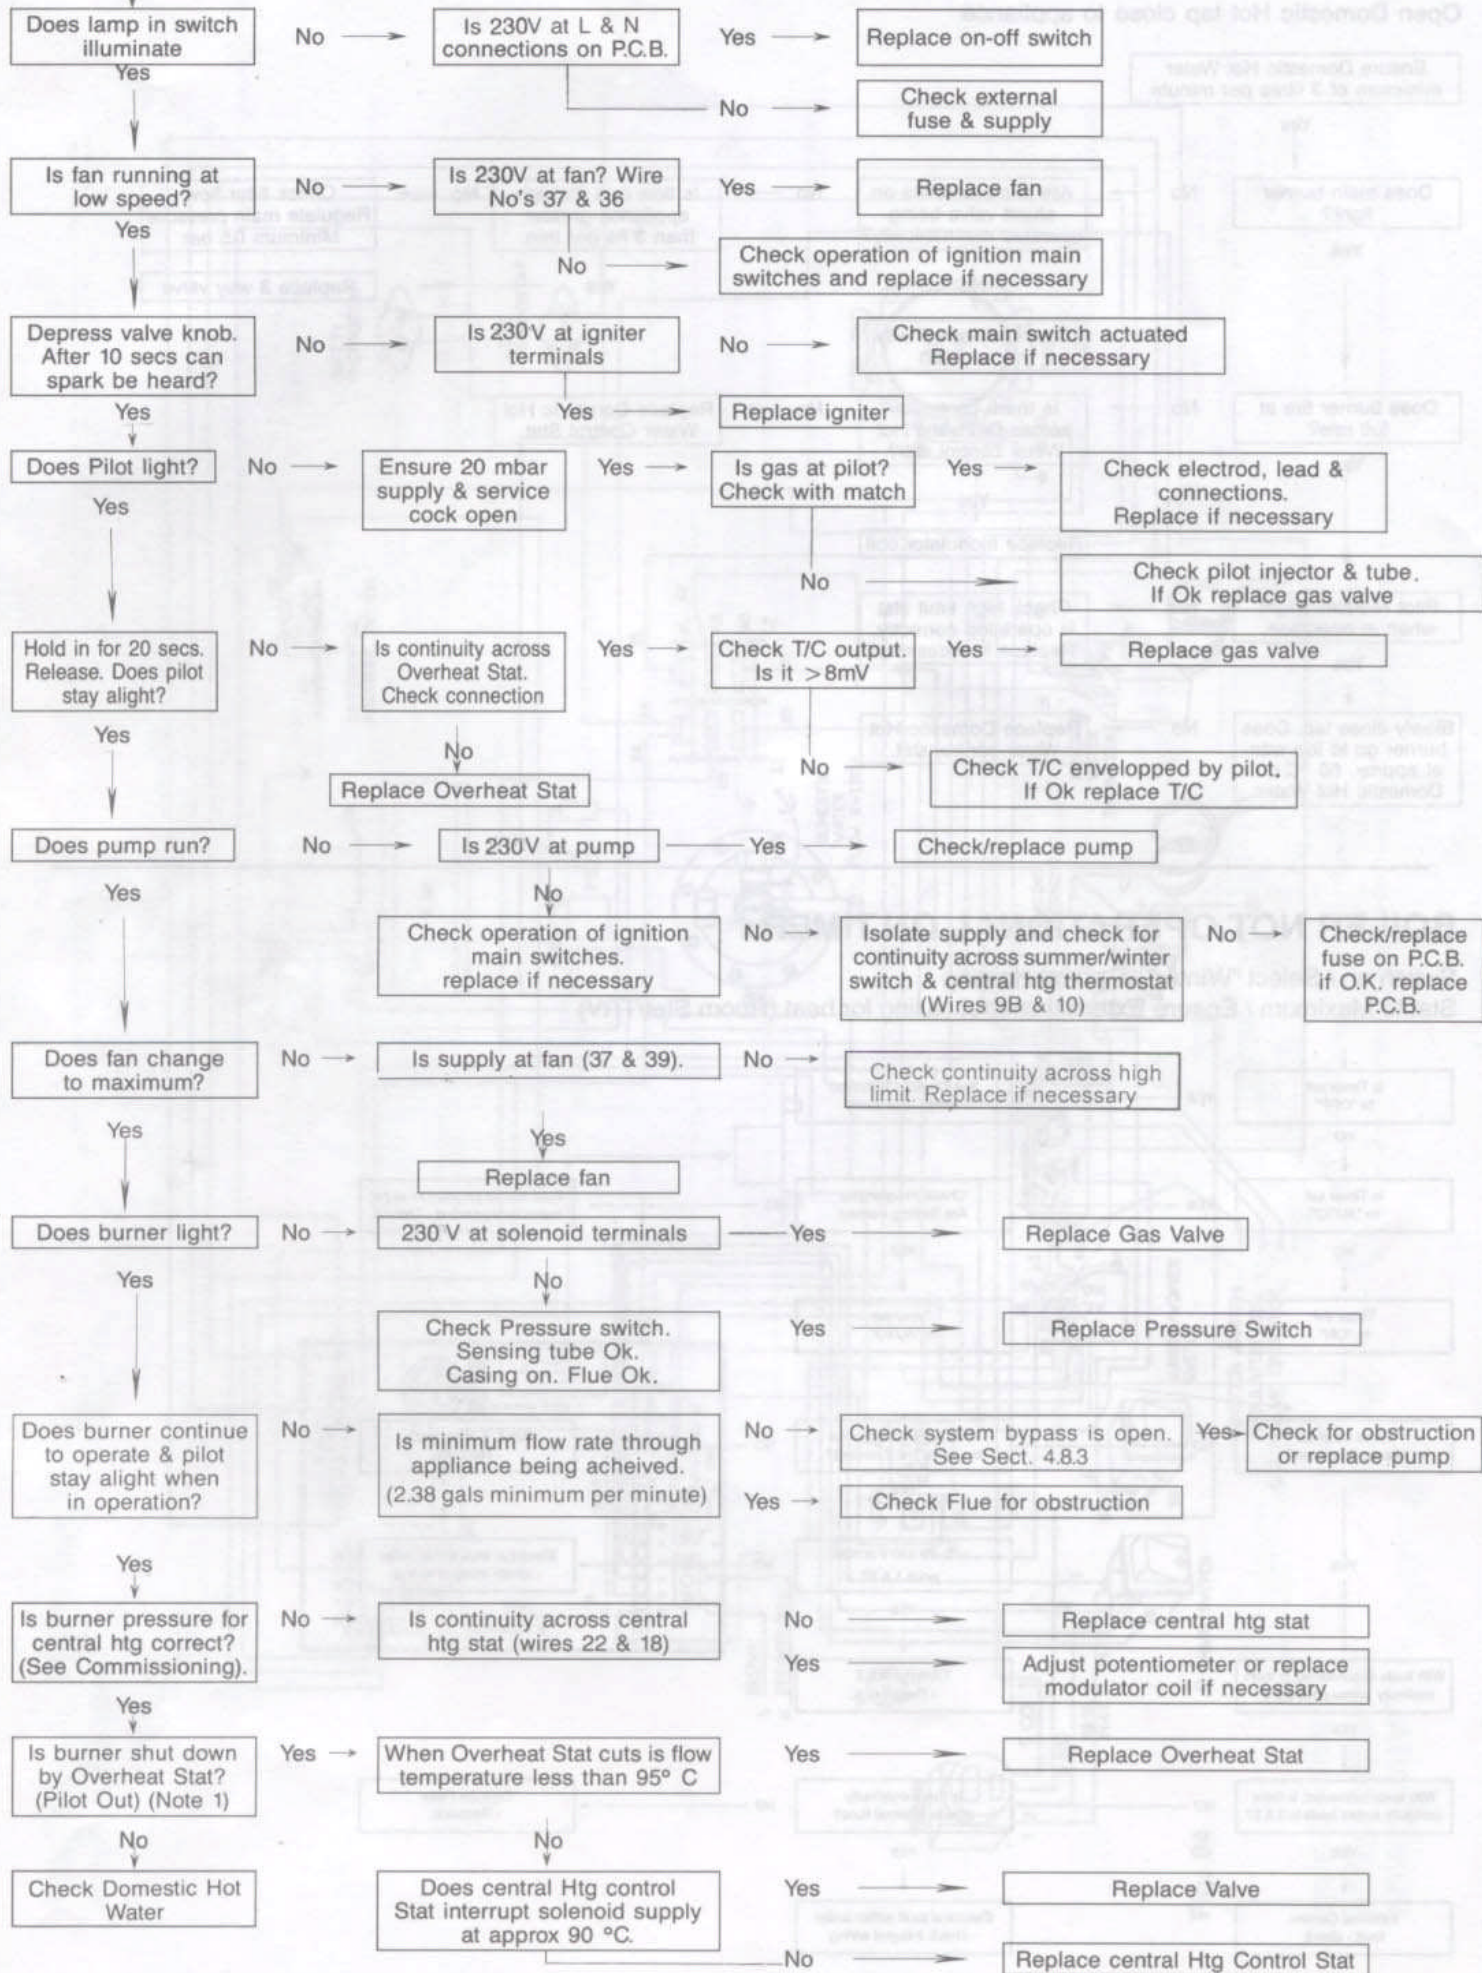 Does lamp in switch
illuminate
No
Is 230V at L & N
connections on P.C.B.
Yes
Replace on-off switch
Yes
No
Check external
fuse & supply
Is fan running at
low speed?
No
Is 230V at fan? Wire
No's 37 & 36
Yes
Replace fan
Yes
No
Check operation of ignition main
switches and replace if necessary
Depress valve knob.
After 10 secs can
spark be heard?
No
Is 230V at igniter
terminals
No
Check main switch actuated
Replace if necessary
Yes
Yes
Replace igniter
Does Pilot light?
No
Ensure 20 mbar
supply & service
cock open
Yes
Is gas at pilot?
Check with match
Yes
Check electrod, lead &
connections.
Replace if necessary
Yes
No
Check pilot injector & tube.
If Ok replace gas valve
Hold in for 20 secs.
Release. Does pilot
stay alight?
No
Is continuity across
Overheat Stat.
Check connection
Yes
Check T/C output.
Is it >8mV
Yes
Replace gas valve
Yes
No
Replace Overheat Stat
No
Check T/C envelopped by pilot.
If Ok replace T/C
Does pump run?
No
Is 230V at pump
Yes
Check/replace pump
Yes
No
Check operation of ignition
main switches.
replace if necessary
No
Isolate supply and check for
continuity across summer/winter
switch & central htg thermostat
(Wires 9B & 10)
No
Check/replace
fuse on P.C.B.
if O.K. replace
P.C.B.
Does fan change
to maximum?
No
Is supply at fan (37 & 39).
No
Check continuity across high
limit. Replace if necessary
Yes
Yes
Replace fan
Does burner light?
No
230V at solenoid terminals
Yes
Replace Gas Valve
Yes
No
Check Pressure switch.
Sensing tube Ok.
Casing on. Flue Ok.
Yes
Replace Pressure Switch
Does burner continue
to operate & pilot
stay alight when
in operation?
No
Is minimum flow rate through
appliance being acheived.
(2.38 gals minimum per minute)
No
Check system bypass is open.
See Sect. 4.8.3
Yes
Check for obstruction
or replace pump
Yes
Check Flue for obstruction
Yes
Is burner pressure for
central htg correct?
(See Commissioning).
No
Is continuity across central
htg stat (wires 22 & 18)
No
Replace central htg stat
Yes
Adjust potentiometer or replace
modulator coil if necessary
Yes
Is burner shut down
by Overheat Stat?
(Pilot Out) (Note 1)
Yes
When Overheat Stat cuts is flow
temperature less than 95° C
Yes
Replace Overheat Stat
No
No
Check Domestic Hot
Water
Does central Htg control
Stat interrupt solenoid supply
at approx 90 °C.
Yes
Replace Valve
No
Replace central Htg Control Stat